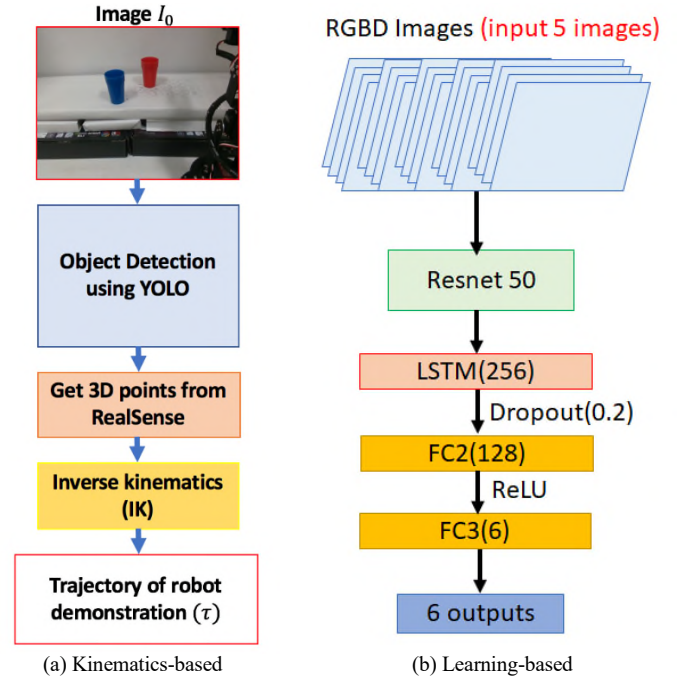 Image I₀
Object Detection
using YOLO
Get 3D points from
RealSense
Inverse kinematics
(IK)
Trajectory of robot
demonstration (τ)
(a) Kinematics-based
RGBD Images (input 5 images)
Resnet 50
LSTM(256)
Dropout(0.2)
FC2(128)
ReLU
FC3(6)
6 outputs
(b) Learning-based